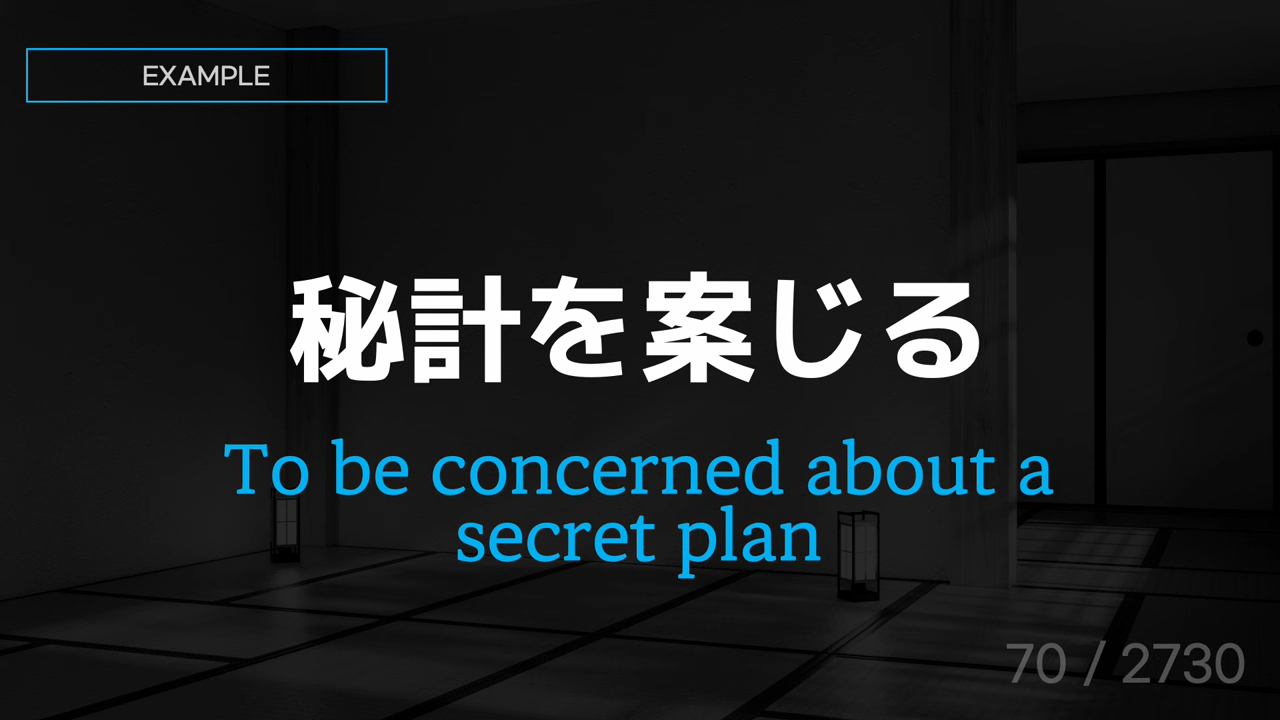 EXAMPLE
秘計を案じる
To be concerned about a
secret plan
70 / 2730